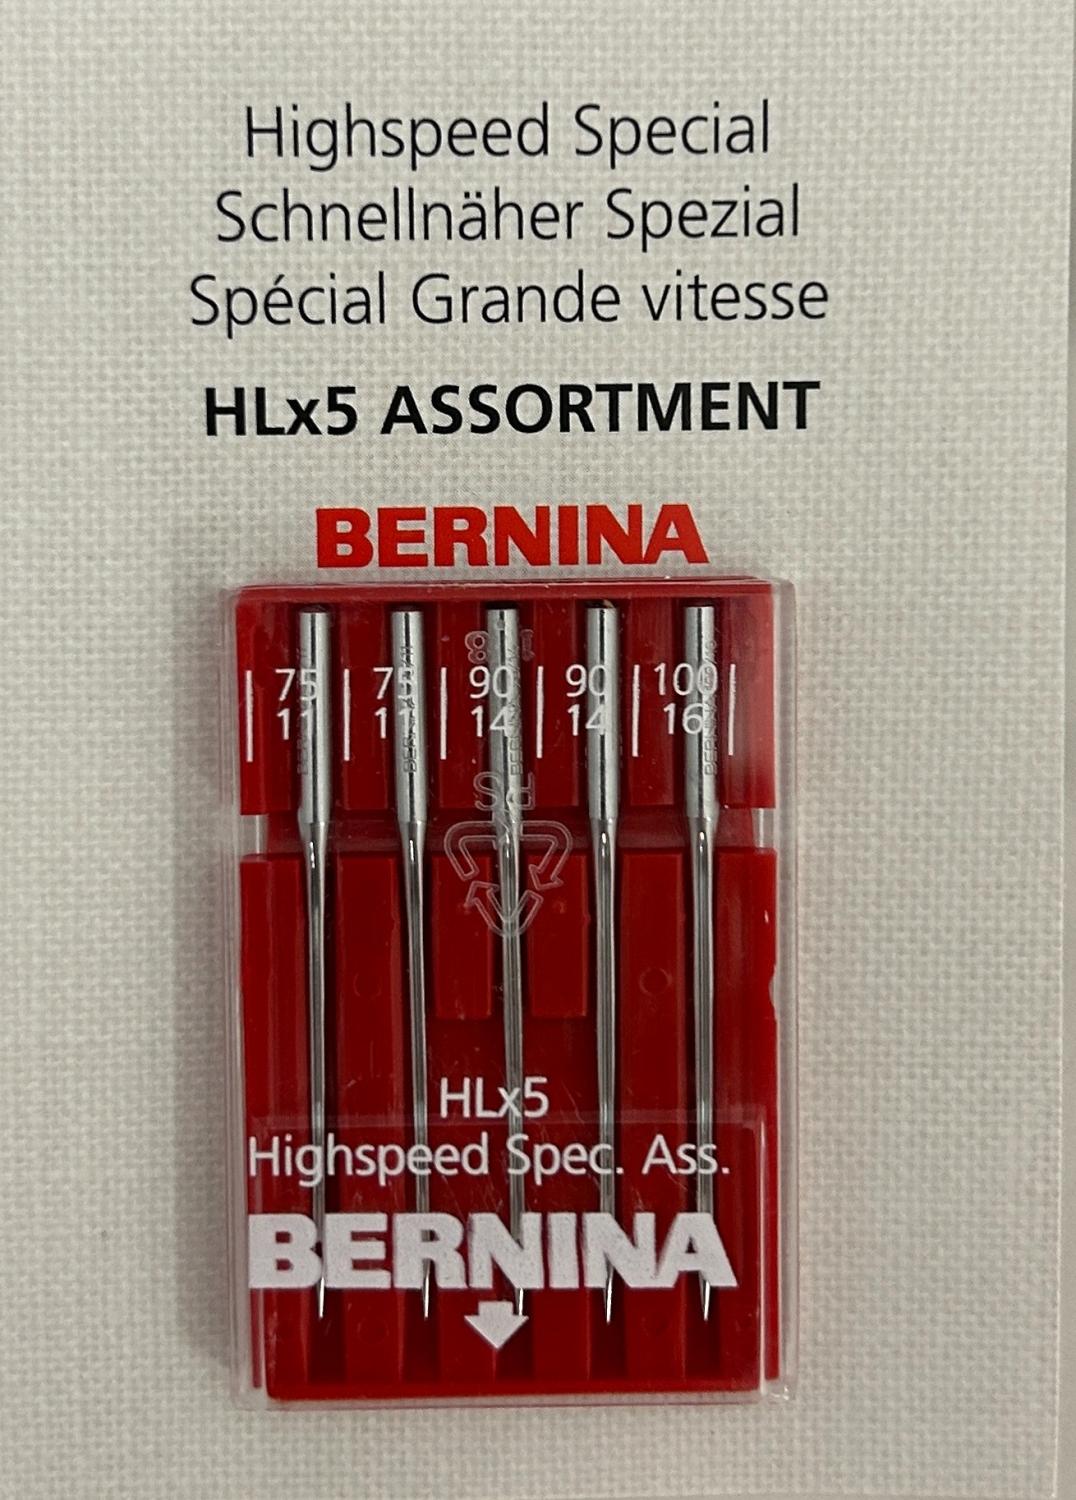 Highspeed Special
Schnellnäher Spezial
Spécial Grande vitesse
HLx5 ASSORTMENT
BERNINA
75 75 90 90 100
11 11 14 14 16
PS
HLx5
Highspeed Spec. Ass.
BERNINA